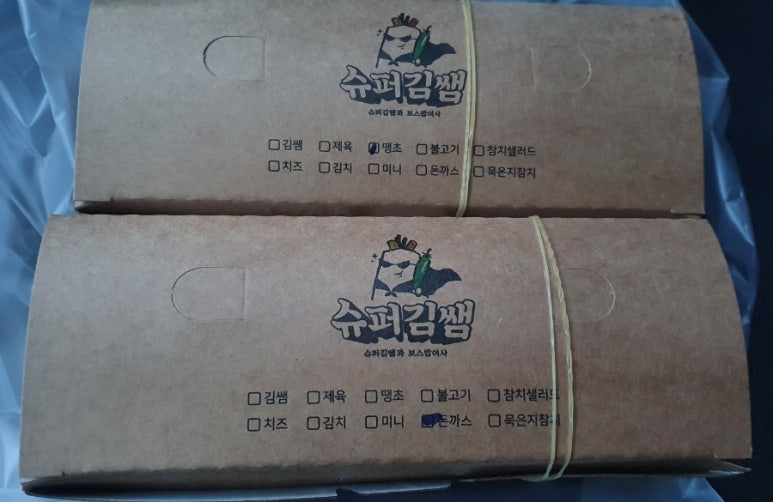 슈퍼김쌤
슈퍼김쌤과 보스밥여사
김쌤 제육 땡초 불고기 참치샐러드
치즈 김치 미니 돈까스 묵은지참치
슈퍼김쌤
슈퍼김쌤과 보스밥여사
김쌤 제육 땡초 불고기 참치샐러드
치즈 김치 미니 돈까스 묵은지참치